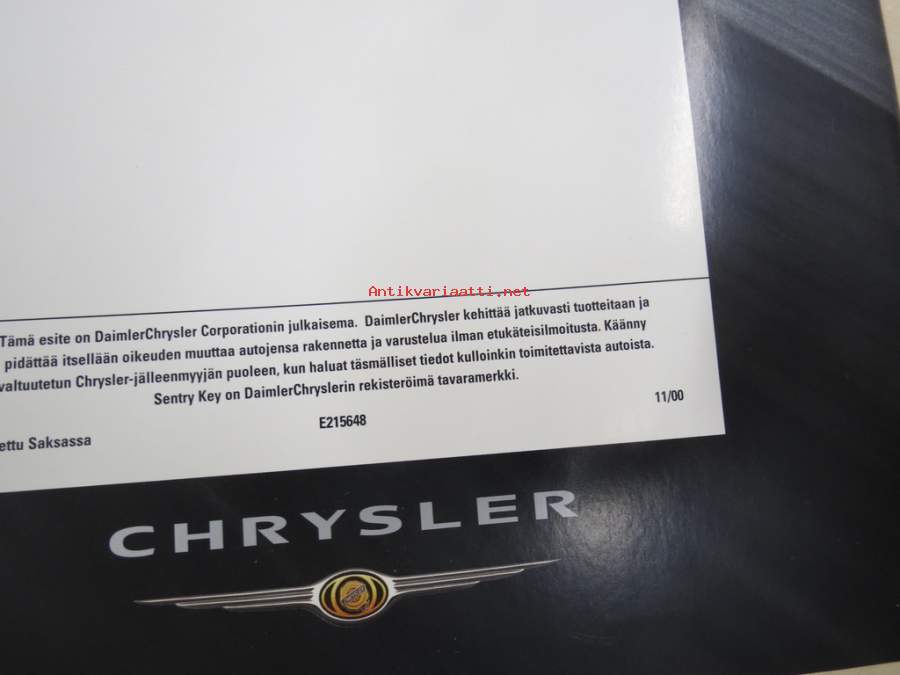 Antikvariaatti.net
Tämä esite on DaimlerChrysler Corporationin julkaisema. DaimlerChrysler kehittää jatkuvasti tuotteitaan ja
pidättää itsellään oikeuden muuttaa autojensa rakennetta ja varustelua ilman etukäteisilmoitusta. Käänny
valtuutetun Chrysler-jälleenmyyjän puoleen, kun haluat täsmälliset tiedot kulloinkin toimitettavista autoista.
Sentry Key on DaimlerChryslerin rekisteröimä tavaramerkki.
ettu Saksassa E215648 11/00
CHRYSLER